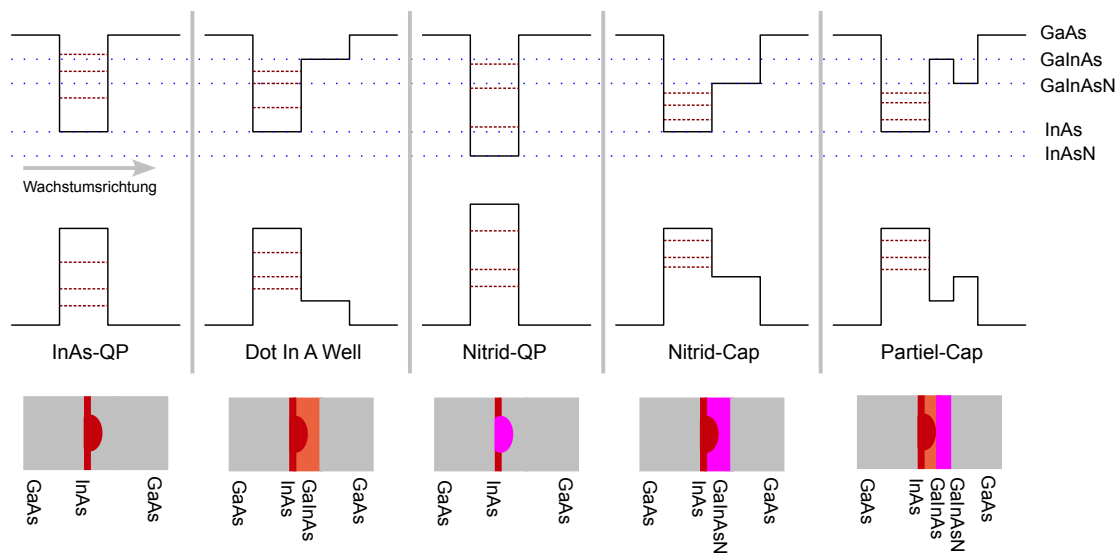 GaAs
GaInAs
GaInAsN
InAs
InAsN
Wachstumsrichtung
InAs-QP
Dot In A Well
Nitrid-QP
Nitrid-Cap
Partiel-Cap
GaAs
InAs
GaAs
GaAs
InAs
GaInAs
GaAs
GaAs
InAs
GaAs
GaAs
InAs
GaInAsN
GaAs
GaAs
InAs
GaInAs
GaInAsN
GaAs